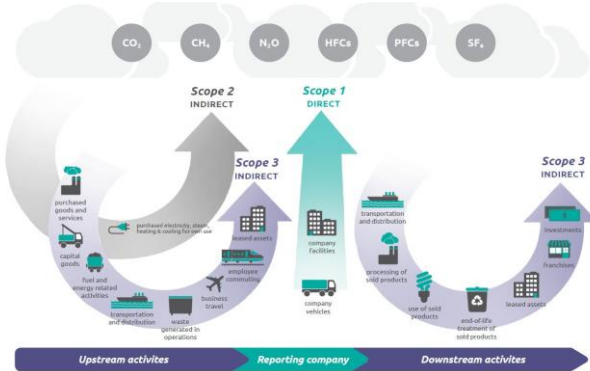 CO₂
CH₄
N₂O
HFCs
PFCs
SF₆
Scope 2
INDIRECT
Scope 1
DIRECT
Scope 3
INDIRECT
Scope 3
INDIRECT
purchased
goods and
services
capital
goods
fuel and
energy related
activities
transportation
and distribution
waste
generated in
operations
business
travel
employee
commuting
leased assets
purchased electricity, steam,
heating & cooling for own use
company
facilities
company
vehicles
transportation
and distribution
processing of
sold products
use of sold
products
end-of-life
treatment of
sold products
leased assets
franchises
investments
Upstream activites
Reporting company
Downstream activites